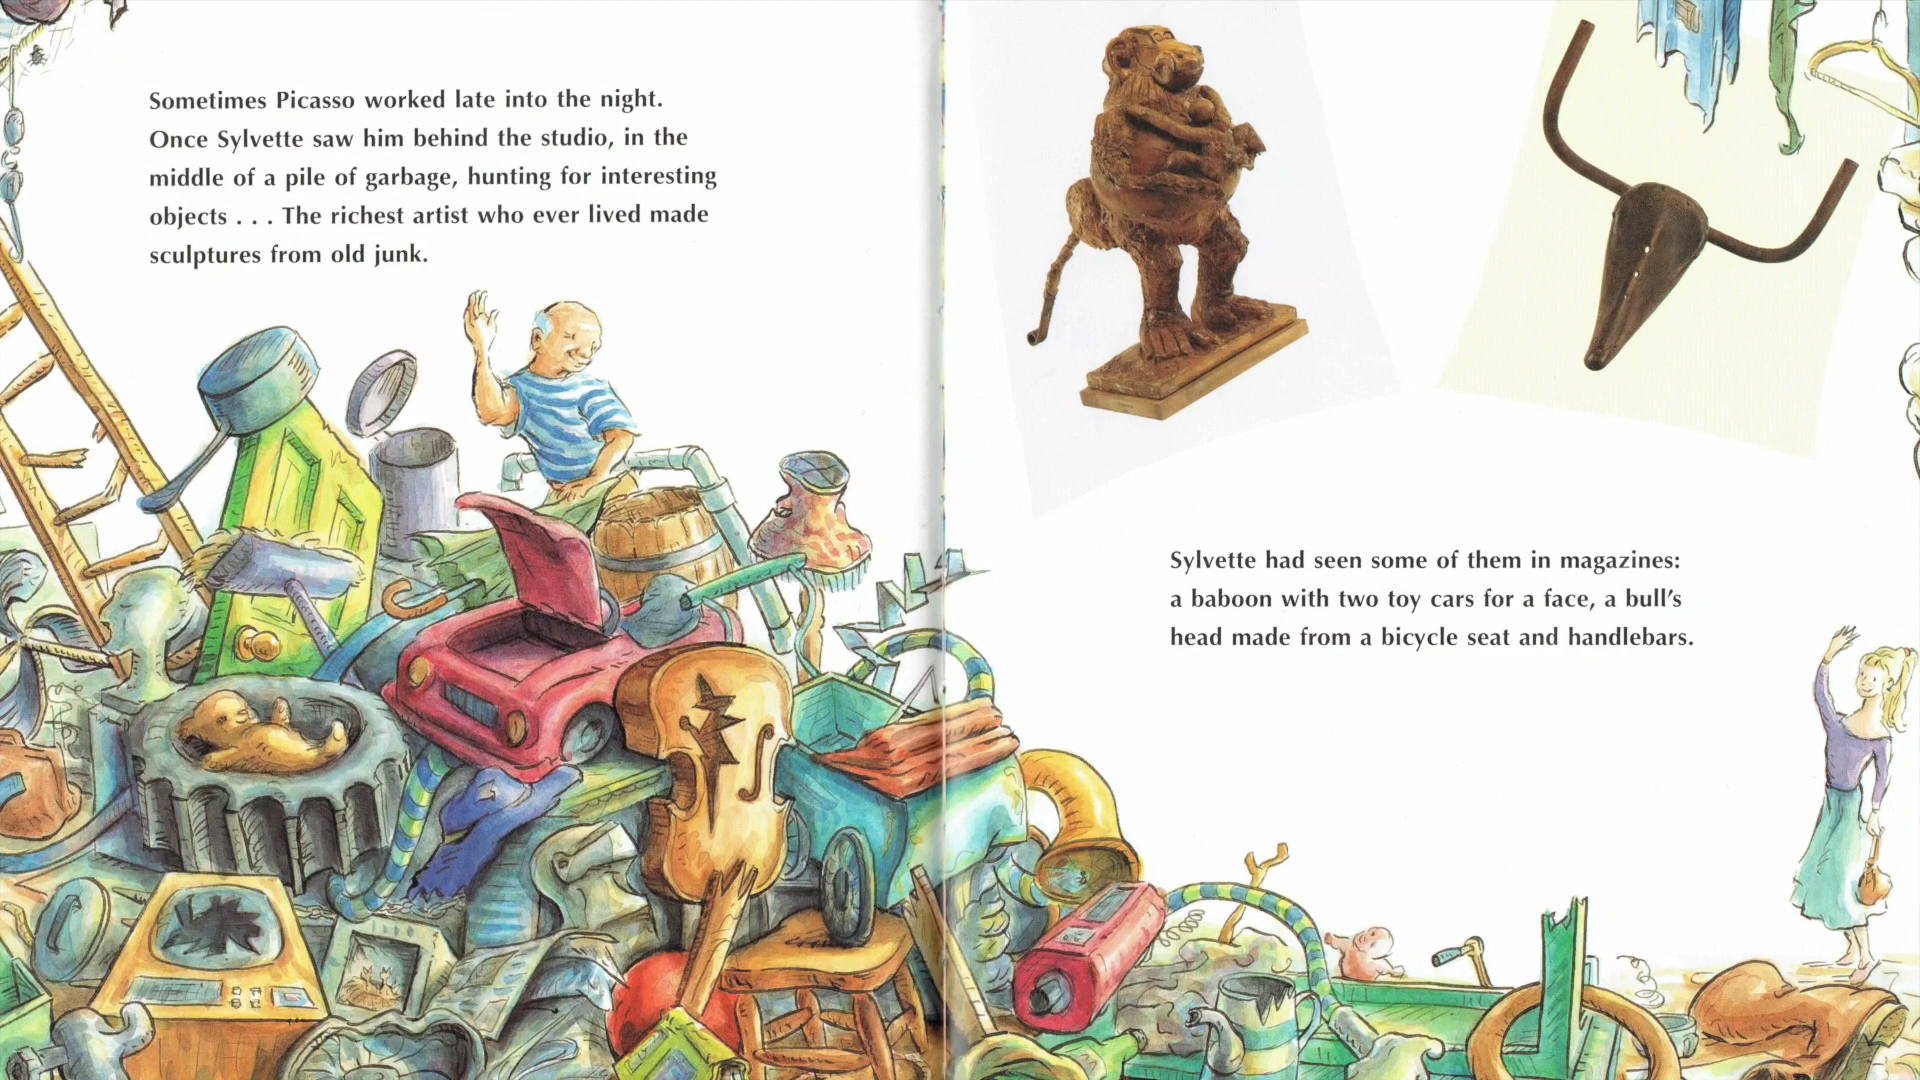 Sometimes Picasso worked late into the night.
Once Sylvette saw him behind the studio, in the
middle of a pile of garbage, hunting for interesting
objects . . . The richest artist who ever lived made
sculptures from old junk.
Sylvette had seen some of them in magazines:
a baboon with two toy cars for a face, a bull's
head made from a bicycle seat and handlebars.